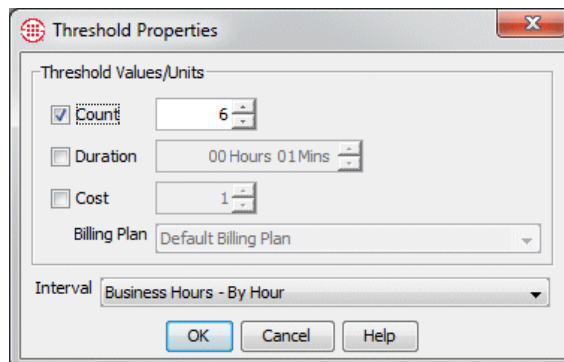 Threshold Properties
Threshold Values/Units
Count 6
Duration 00 Hours 01 Mins
Cost 1
Billing Plan Default Billing Plan
Interval Business Hours - By Hour
OK Cancel Help